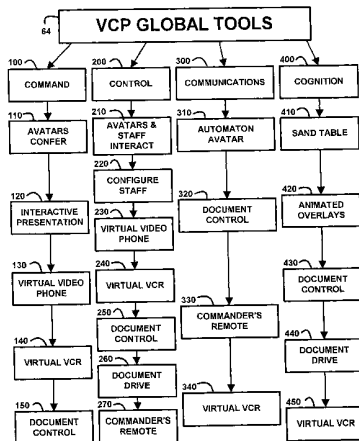 64
VCP GLOBAL TOOLS
100
COMMAND
110
AVATARS
CONFER
120
INTERACTIVE
PRESENTATION
130
VIRTUAL VIDEO
PHONE
140
VIRTUAL VCR
150
DOCUMENT
CONTROL
200
CONTROL
210
AVATARS &
STAFF
INTERACT
220
CONFIGURE
STAFF
230
VIRTUAL VIDEO
PHONE
240
VIRTUAL VCR
250
DOCUMENT
CONTROL
260
DOCUMENT
DRIVE
270
COMMANDER'S
REMOTE
300
COMMUNICATIONS
310
AUTOMATON
AVATAR
320
DOCUMENT
CONTROL
330
COMMANDER'S
REMOTE
340
VIRTUAL VCR
400
COGNITION
410
SAND TABLE
420
ANIMATED
OVERLAYS
430
DOCUMENT
CONTROL
440
DOCUMENT
DRIVE
450
VIRTUAL VCR